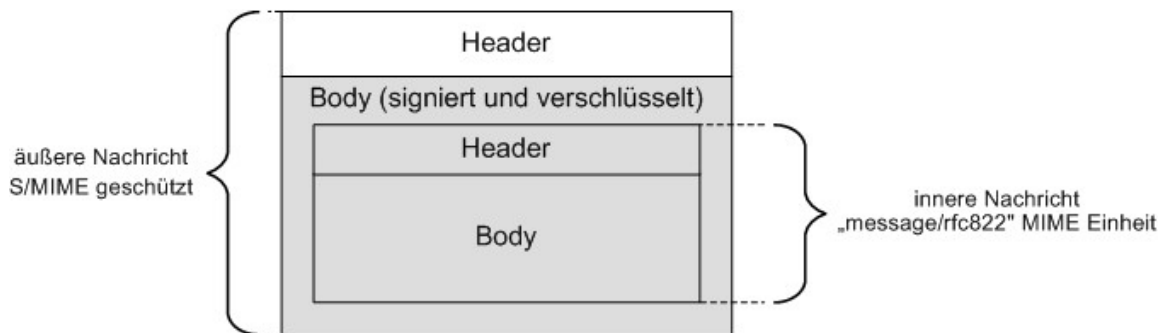 Header
Body (signiert und verschlüsselt)
Header
Body
äußere Nachricht
S/MIME geschützt
innere Nachricht
„message/rfc822" MIME Einheit